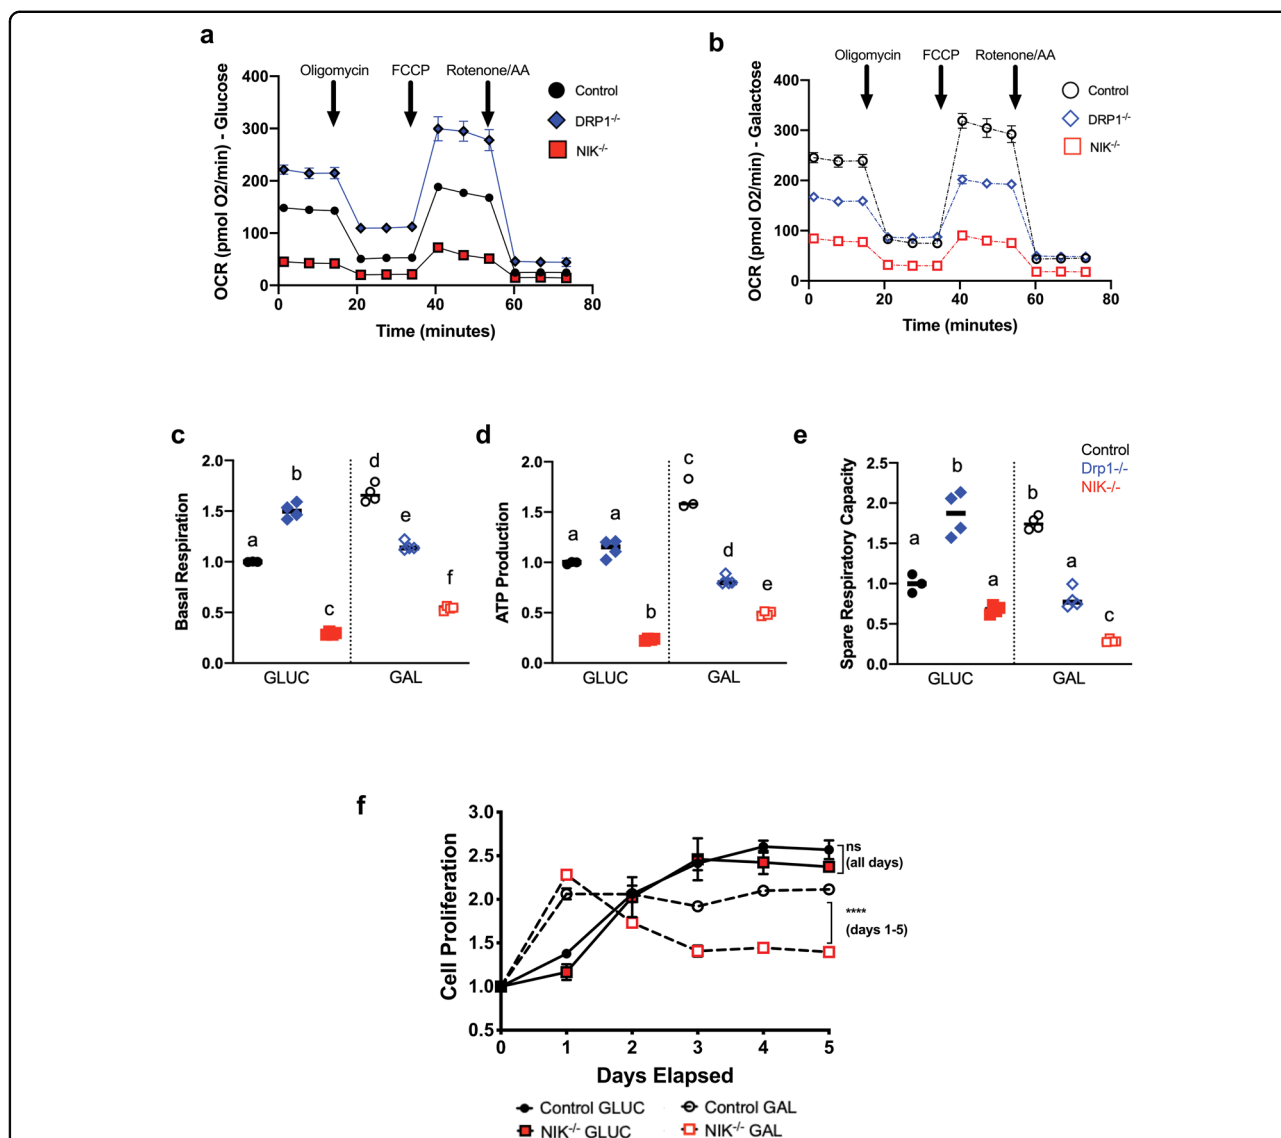 a
Oligomycin FCCP Rotenone/AA
OCR (pmol O2/min) - Glucose
400
300
200
100
0
0 20 40 60 80
Time (minutes)
Control
DRP1-/-
NIK-/-
b
Oligomycin FCCP Rotenone/AA
OCR (pmol O2/min) - Galactose
400
300
200
100
0
0 20 40 60 80
Time (minutes)
Control
DRP1-/-
NIK-/-
c
Basal Respiration
2.0
1.5
1.0
0.5
0.0
a b c d e f
GLUC GAL
d
ATP Production
2.0
1.5
1.0
0.5
0.0
a a b c d e
GLUC GAL
e
Spare Respiratory Capacity
2.5
2.0
1.5
1.0
0.5
0.0
a b a b a c
GLUC GAL
Control
Drp1-/-
NIK-/-
f
Cell Proliferation
3.0
2.5
2.0
1.5
1.0
0.5
0 1 2 3 4 5
Days Elapsed
ns
(all days)
****
(days 1-5)
Control GLUC Control GAL
NIK-/- GLUC NIK-/- GAL